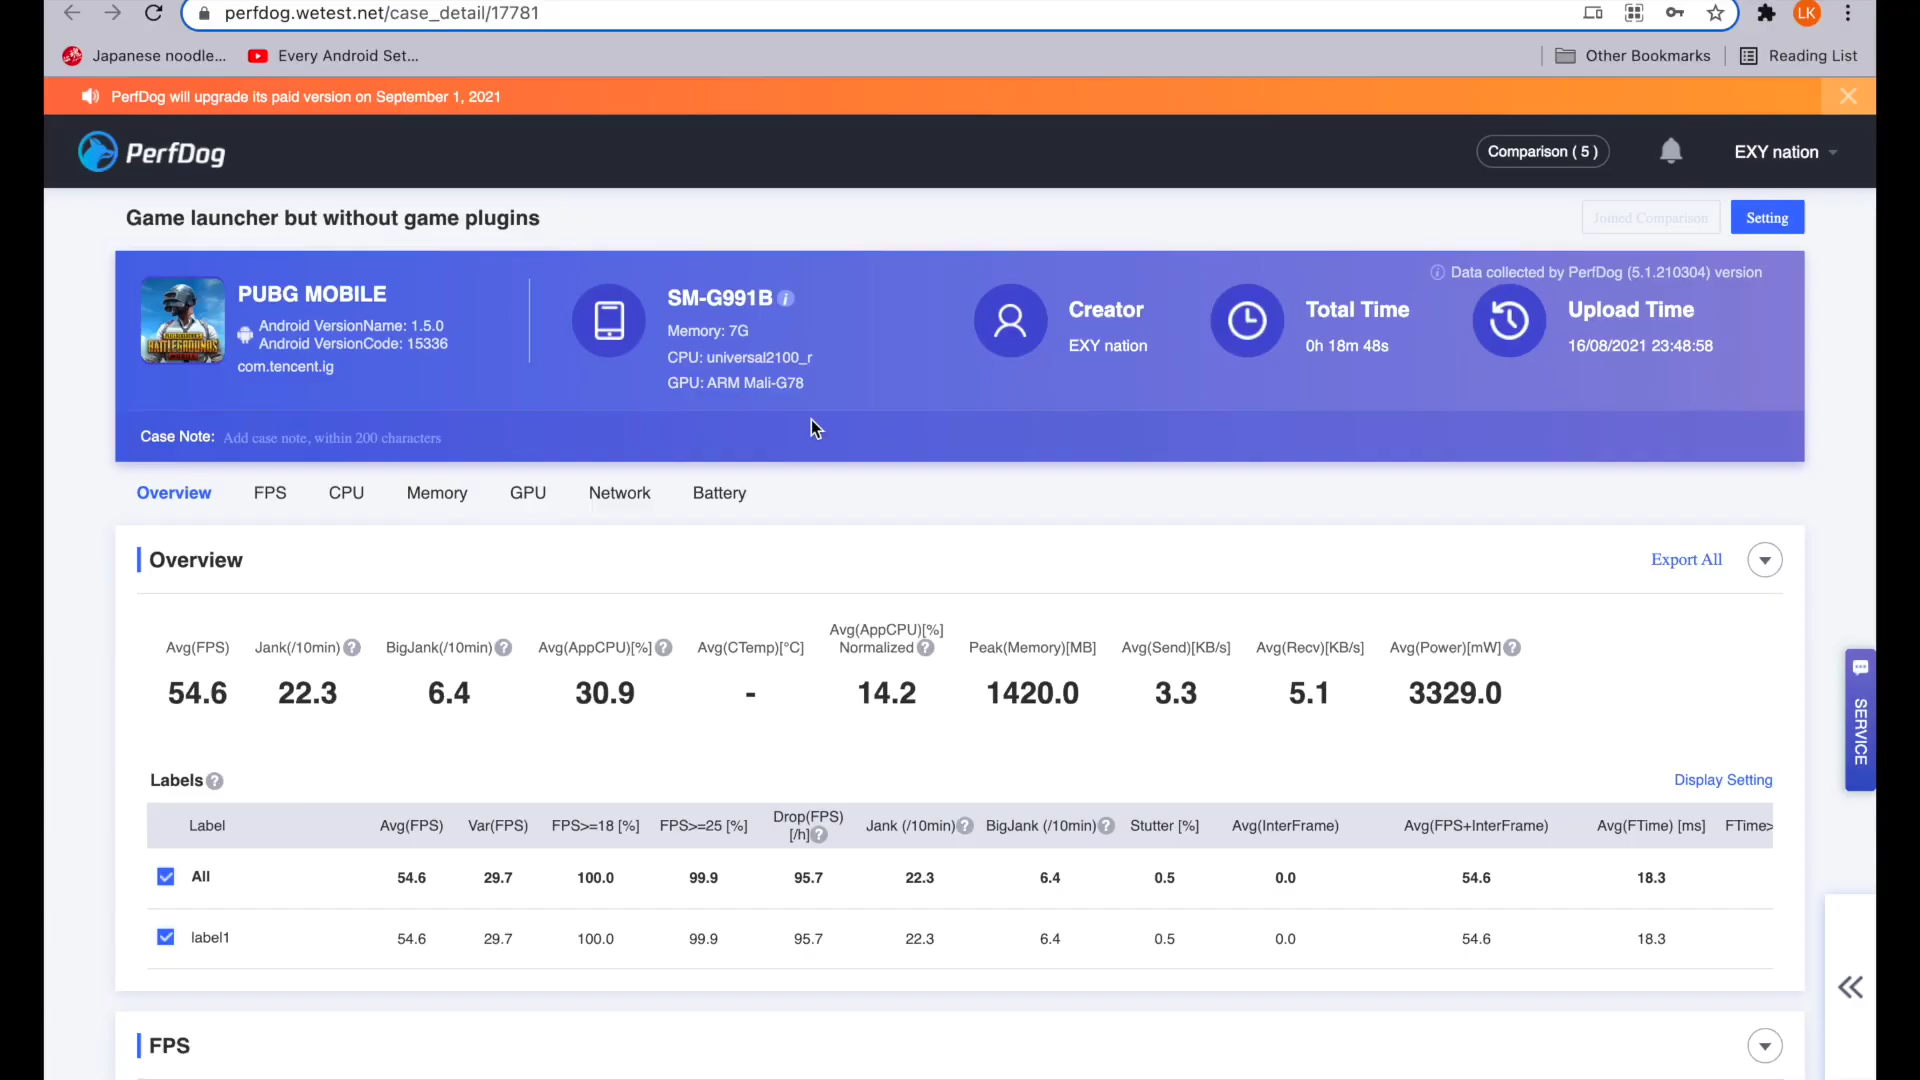 perfdog.wetest.net/case_detail/17781
LK
Japanese noodle...
Every Android Set...
Other Bookmarks
Reading List
PerfDog will upgrade its paid version on September 1, 2021
PerfDog
Comparison ( 5 )
EXY nation
Game launcher but without game plugins
Joined Comparison
Setting
Data collected by PerfDog (5.1.210304) version
BATTLEGROUNDS
PUBG MOBILE
Android VersionName: 1.5.0
Android VersionCode: 15336
com.tencent.ig
SM-G991B
Memory: 7G
CPU: universal2100_r
GPU: ARM Mali-G78
Creator
EXY nation
Total Time
0h 18m 48s
Upload Time
16/08/2021 23:48:58
Case Note: Add case note, within 200 characters
Overview FPS CPU Memory GPU Network Battery
Overview
Export All
Avg(FPS) Jank(/10min) BigJank(/10min) Avg(AppCPU)[%] Avg(CTemp)[°C] Avg(AppCPU)[%] Normalized Peak(Memory)[MB] Avg(Send)[KB/s] Avg(Recv)[KB/s] Avg(Power)[mW]
54.6 22.3 6.4 30.9 - 14.2 1420.0 3.3 5.1 3329.0
SERVICE
Labels
Display Setting
Label Avg(FPS) Var(FPS) FPS>=18 [%] FPS>=25 [%] Drop(FPS) [/h] Jank (/10min) BigJank (/10min) Stutter [%] Avg(InterFrame) Avg(FPS+InterFrame) Avg(FTime) [ms] FTime>
All 54.6 29.7 100.0 99.9 95.7 22.3 6.4 0.5 0.0 54.6 18.3
label1 54.6 29.7 100.0 99.9 95.7 22.3 6.4 0.5 0.0 54.6 18.3
FPS